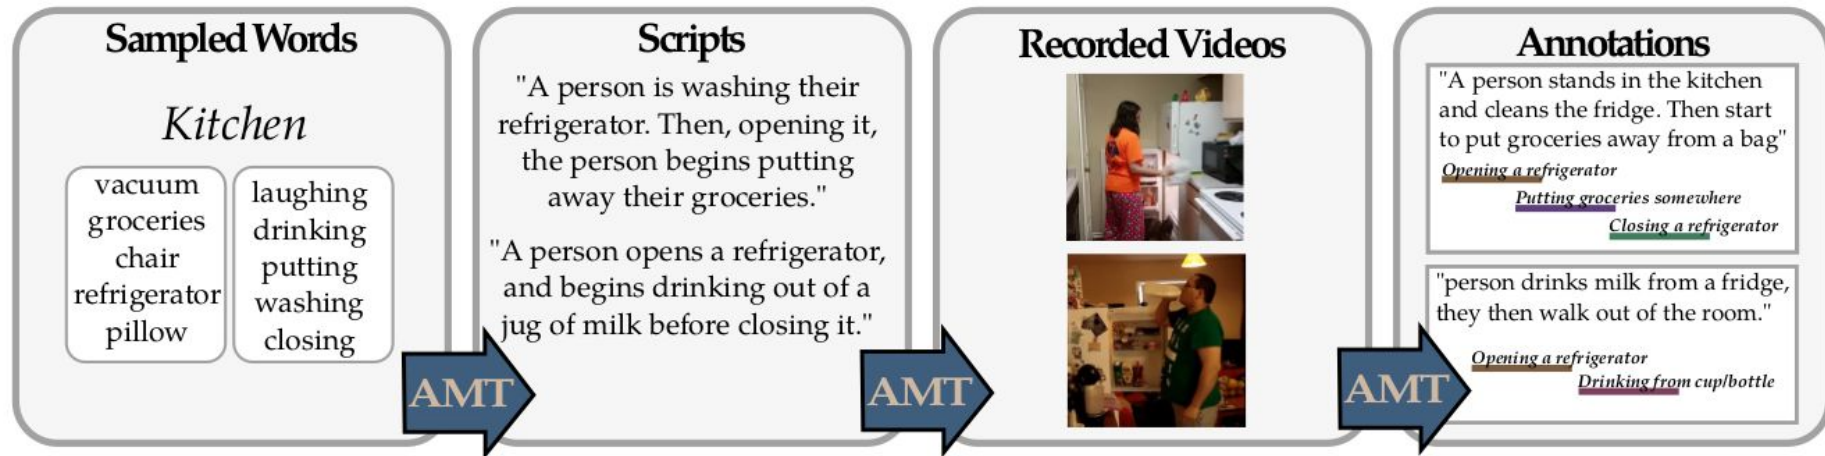 Sampled Words
Kitchen
vacuum
groceries
chair
refrigerator
pillow
laughing
drinking
putting
washing
closing
AMT
Scripts
"A person is washing their
refrigerator. Then, opening it,
the person begins putting
away their groceries."
"A person opens a refrigerator,
and begins drinking out of a
jug of milk before closing it."
AMT
Recorded Videos
AMT
Annotations
"A person stands in the kitchen
and cleans the fridge. Then start
to put groceries away from a bag"
Opening a refrigerator
Putting groceries somewhere
Closing a refrigerator
"person drinks milk from a fridge,
they then walk out of the room."
Opening a refrigerator
Drinking from cup/bottle